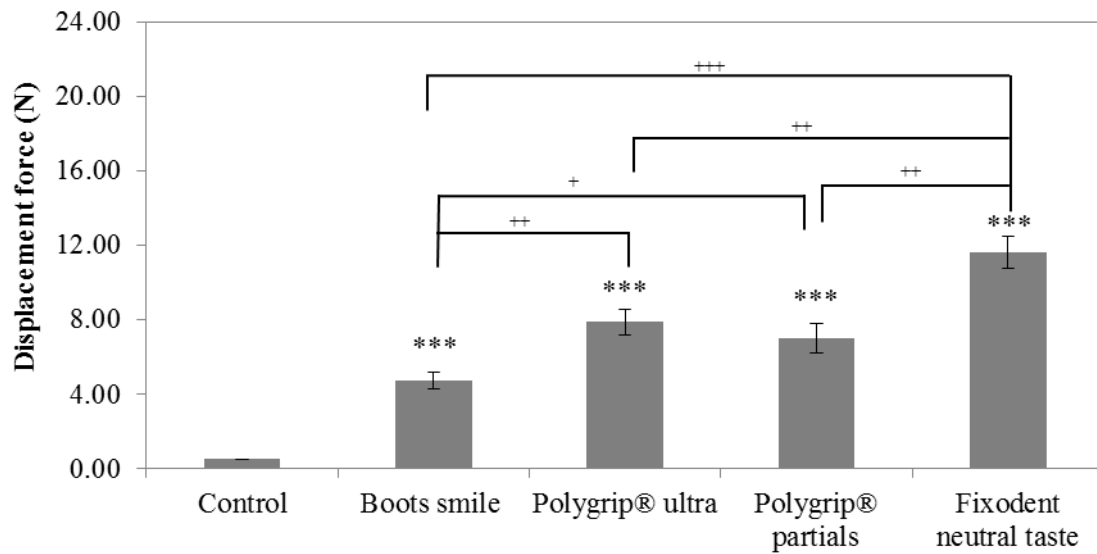 24.00
20.00
16.00
12.00
8.00
4.00
0.00
Displacement force (N)
+++
++
++
+
++
***
***
***
***
Control
Boots smile
Polygrip® ultra
Polygrip®
partials
Fixodent
neutral taste